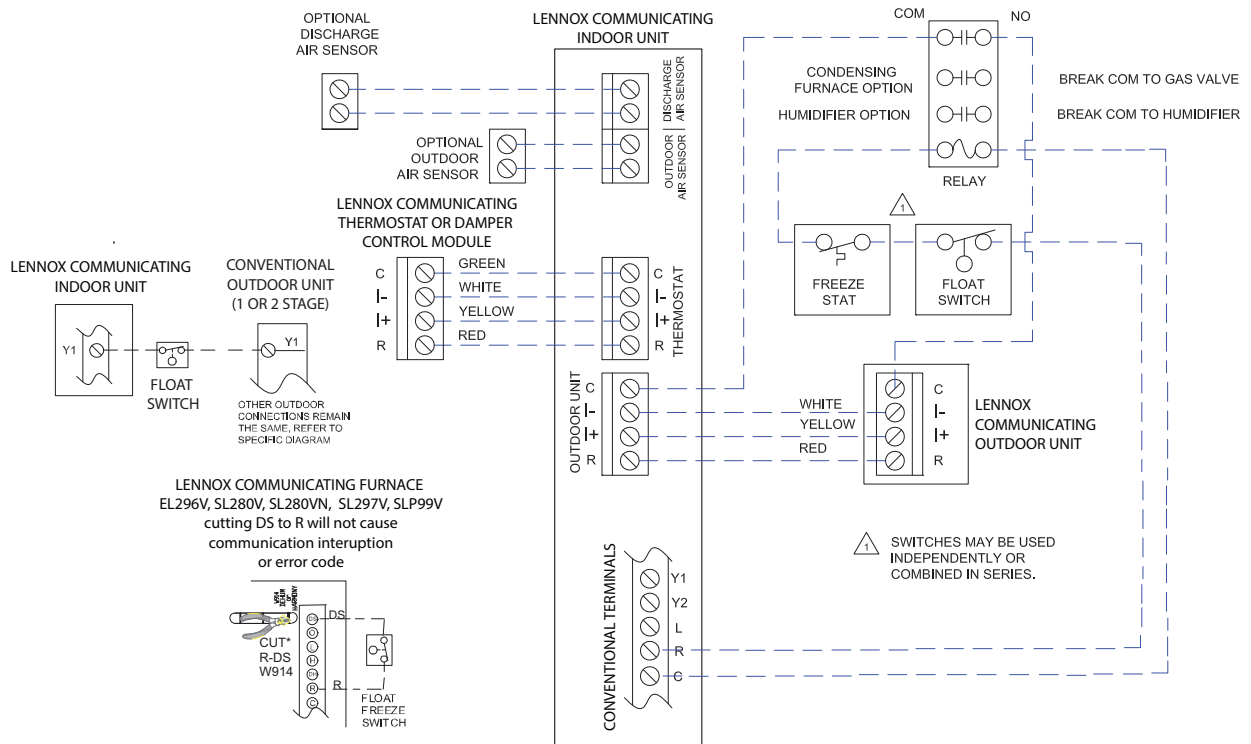 OPTIONAL
DISCHARGE
AIR SENSOR
LENNOX COMMUNICATING
INDOOR UNIT
DISCHARGE
AIR SENSOR
OPTIONAL
OUTDOOR
AIR SENSOR
OUTDOOR
AIR SENSOR
COM
NO
CONDENSING
FURNACE OPTION
BREAK COM TO GAS VALVE
HUMIDIFIER OPTION
BREAK COM TO HUMIDIFIER
RELAY
1
FREEZE
STAT
FLOAT
SWITCH
LENNOX COMMUNICATING
THERMOSTAT OR DAMPER
CONTROL MODULE
C
I-
I+
R
GREEN
WHITE
YELLOW
RED
C
I-
I+
R
THERMOSTAT
LENNOX COMMUNICATING
INDOOR UNIT
Y1
FLOAT
SWITCH
CONVENTIONAL
OUTDOOR UNIT
(1 OR 2 STAGE)
Y1
OTHER OUTDOOR
CONNECTIONS REMAIN
THE SAME, REFER TO
SPECIFIC DIAGRAM
OUTDOOR UNIT
C
I-
I+
R
WHITE
YELLOW
RED
C
I-
I+
R
LENNOX
COMMUNICATING
OUTDOOR UNIT
LENNOX COMMUNICATING FURNACE
EL296V, SL280V, SL280VN, SL297V, SLP99V
cutting DS to R will not cause
communication interuption
or error code
W914
DEHUM
OR
HARMONY
CUT*
R-DS
W914
DS
O
L
H
DH
R
C
DS
R
FLOAT
FREEZE
SWITCH
CONVENTIONAL TERMINALS
Y1
Y2
L
R
C
1
SWITCHES MAY BE USED
INDEPENDENTLY OR
COMBINED IN SERIES.